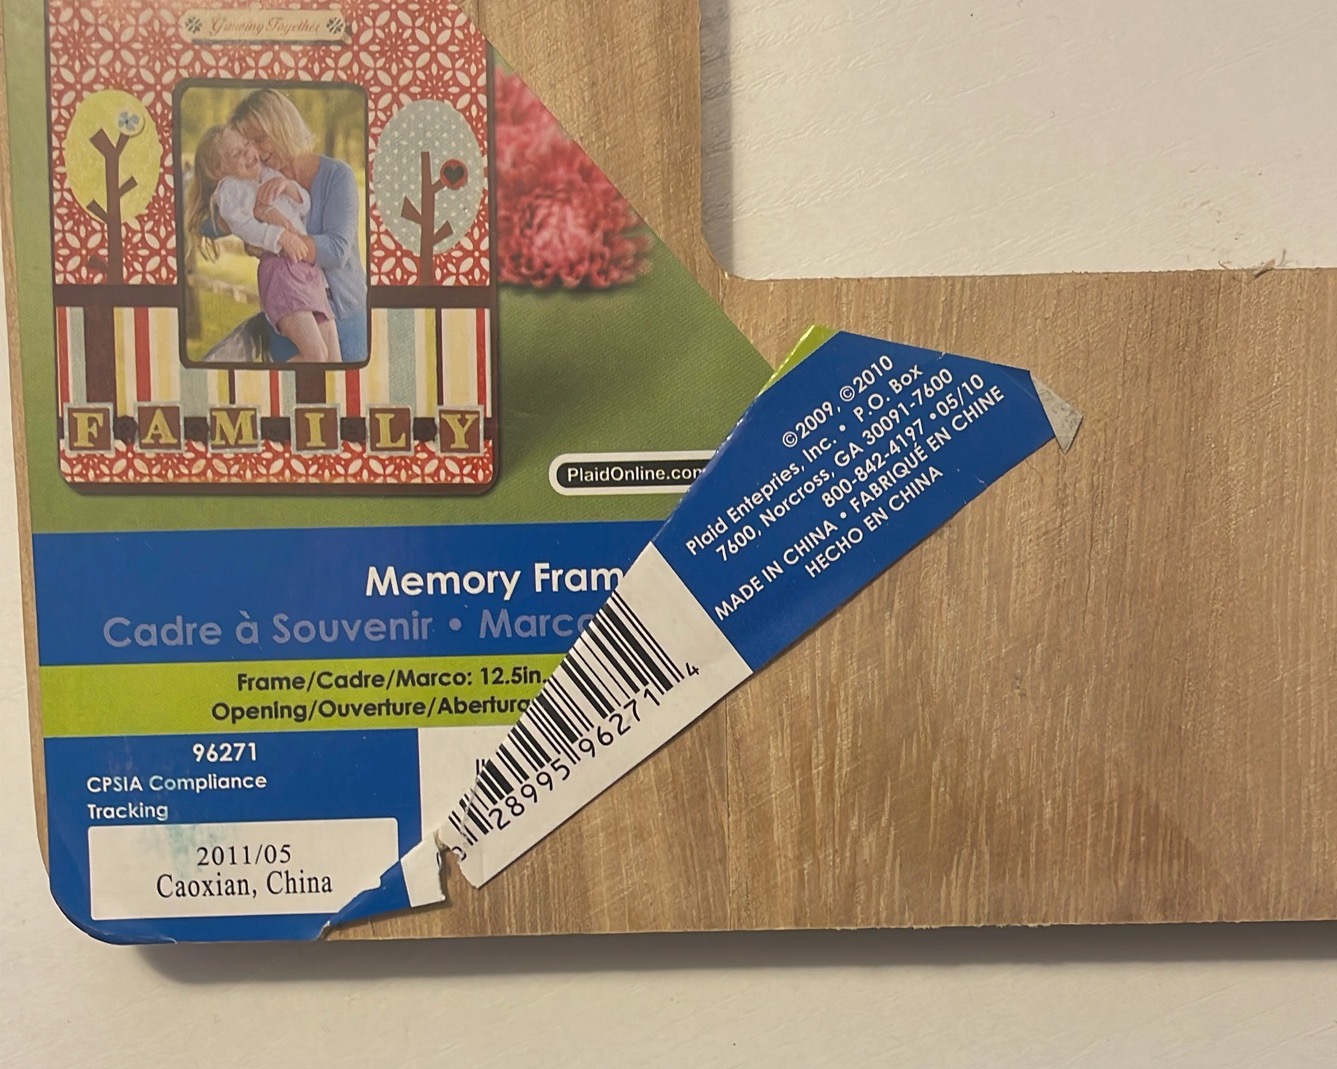 Growing Together
FAMILY
PlaidOnline.com
Memory Fram
Cadre à Souvenir • Marco
Frame/Cadre/Marco: 12.5in.
Opening/Ouverture/Abertura
96271
CPSIA Compliance
Tracking
2011/05
Caoxian, China
©2009, ©2010
Plaid Entepries, Inc. • P.O. Box
7600, Norcross, GA 30091-7600
800-842-4197 • 05/10
MADE IN CHINA • FABRIQUÉ EN CHINE
HECHO EN CHINA
28995 96271 4